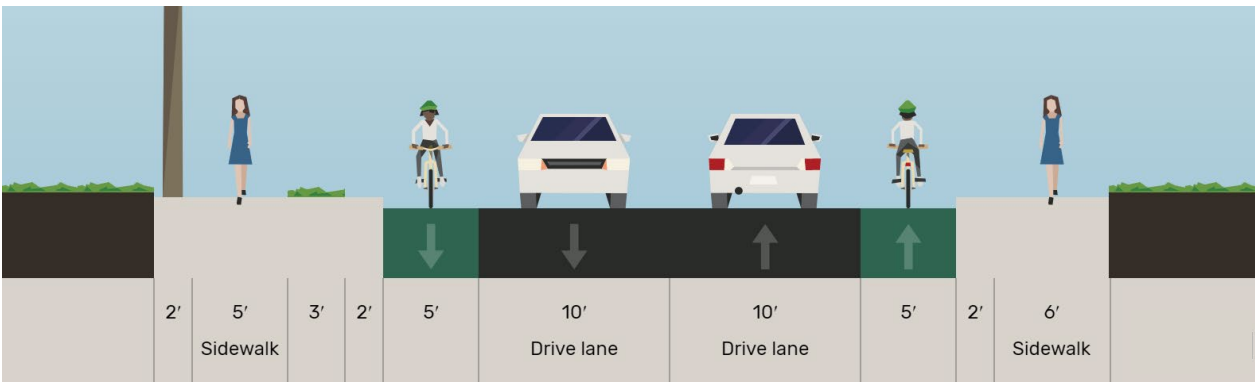 2′ 5′ 3′ 2′ 5′ 10′ 10′ 5′ 2′ 6′
Sidewalk Drive lane Drive lane Sidewalk